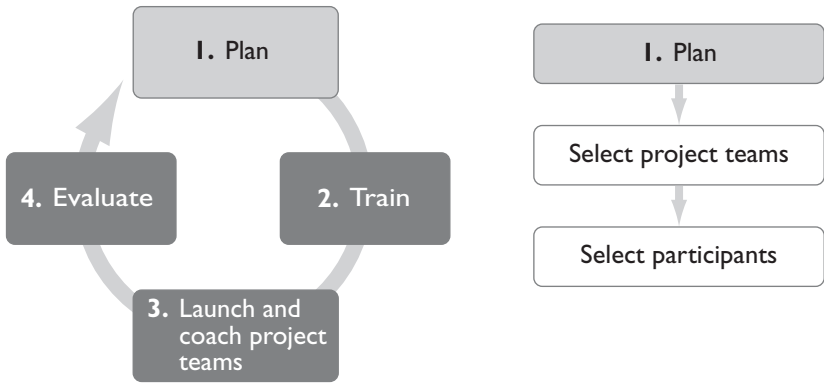 1. Plan
2. Train
3. Launch and
coach project
teams
4. Evaluate
1. Plan
Select project teams
Select participants